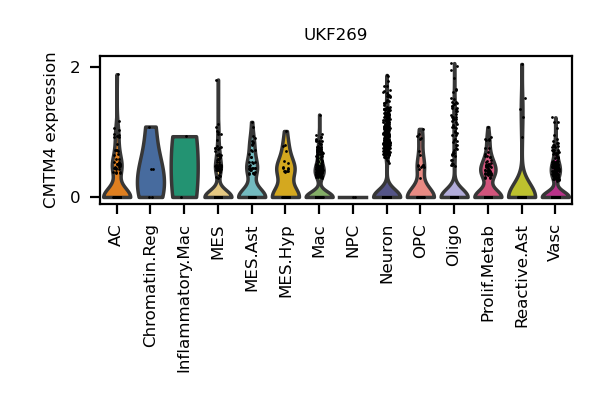 UKF269
CMTM4 expression
2
0
AC
Chromatin.Reg
Inflammatory.Mac
MES
MES.Ast
MES.Hyp
Mac
NPC
Neuron
OPC
Oligo
Prolif.Metab
Reactive.Ast
Vasc